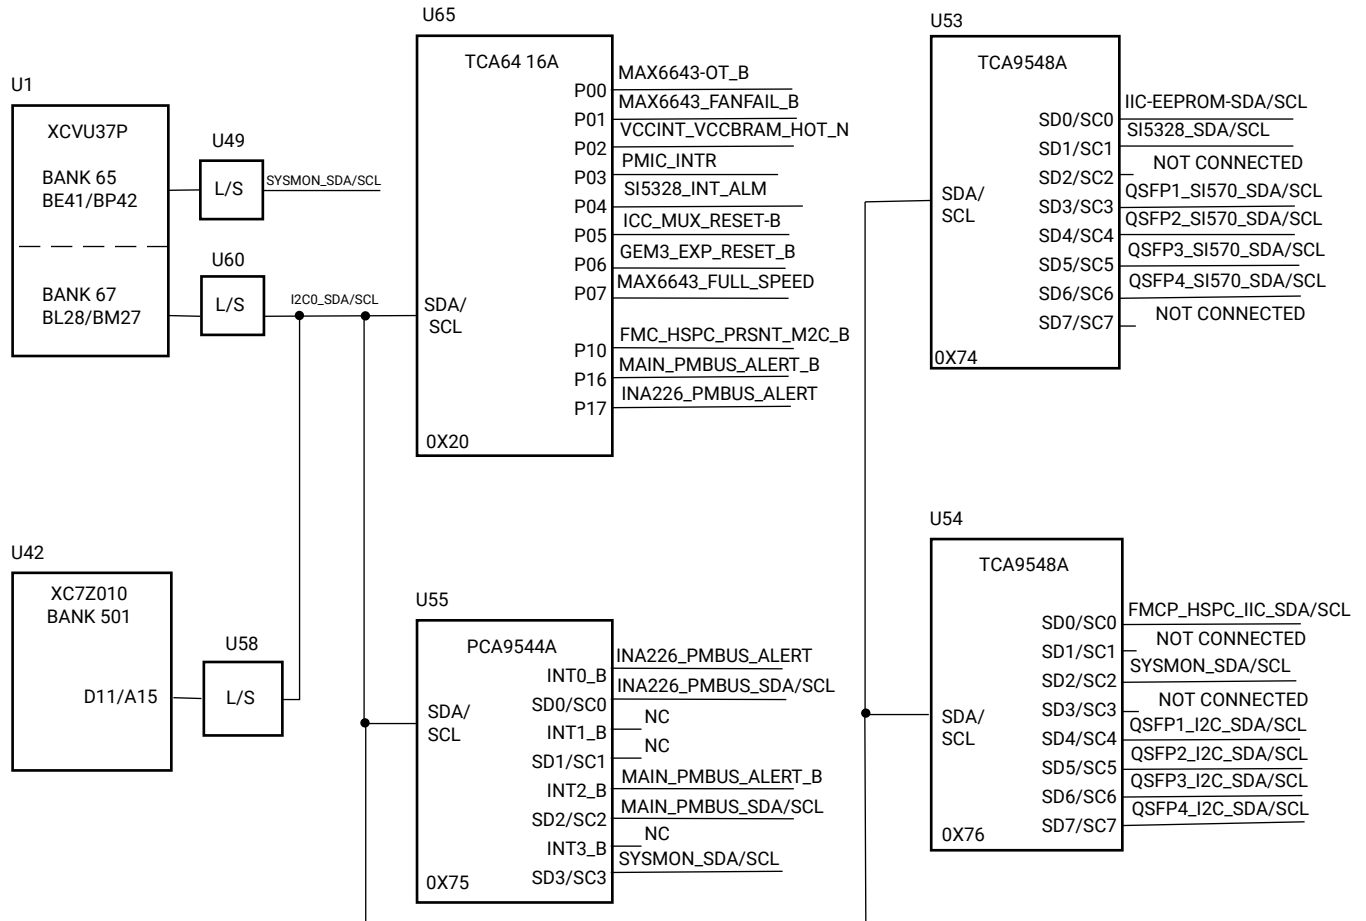 U1
XCVU37P
BANK 65
BE41/BP42
BANK 67
BL28/BM27
U49
L/S
SYSMON_SDA/SCL
U60
L/S
I2C0_SDA/SCL
U42
XC7Z010
BANK 501
D11/A15
U58
L/S
U65
TCA64 16A
SDA/
SCL
P00
MAX6643-OT_B
P01
MAX6643_FANFAIL_B
P02
VCCINT_VCCBRAM_HOT_N
P03
PMIC_INTR
P04
SI5328_INT_ALM
P05
ICC_MUX_RESET-B
P06
GEM3_EXP_RESET_B
P07
MAX6643_FULL_SPEED
P10
FMC_HSPC_PRSNT_M2C_B
P16
MAIN_PMBUS_ALERT_B
P17
INA226_PMBUS_ALERT
0X20
U55
PCA9544A
SDA/
SCL
INT0_B
INA226_PMBUS_ALERT
SD0/SC0
INA226_PMBUS_SDA/SCL
INT1_B
NC
SD1/SC1
NC
INT2_B
MAIN_PMBUS_ALERT_B
SD2/SC2
MAIN_PMBUS_SDA/SCL
INT3_B
NC
SD3/SC3
SYSMON_SDA/SCL
0X75
U53
TCA9548A
SDA/
SCL
SD0/SC0
IIC-EEPROM-SDA/SCL
SD1/SC1
SI5328_SDA/SCL
SD2/SC2
NOT CONNECTED
SD3/SC3
QSFP1_SI570_SDA/SCL
SD4/SC4
QSFP2_SI570_SDA/SCL
SD5/SC5
QSFP3_SI570_SDA/SCL
SD6/SC6
QSFP4_SI570_SDA/SCL
SD7/SC7
NOT CONNECTED
0X74
U54
TCA9548A
SDA/
SCL
SD0/SC0
FMCP_HSPC_IIC_SDA/SCL
SD1/SC1
NOT CONNECTED
SD2/SC2
SYSMON_SDA/SCL
SD3/SC3
NOT CONNECTED
SD4/SC4
QSFP1_I2C_SDA/SCL
SD5/SC5
QSFP2_I2C_SDA/SCL
SD6/SC6
QSFP3_I2C_SDA/SCL
SD7/SC7
QSFP4_I2C_SDA/SCL
0X76